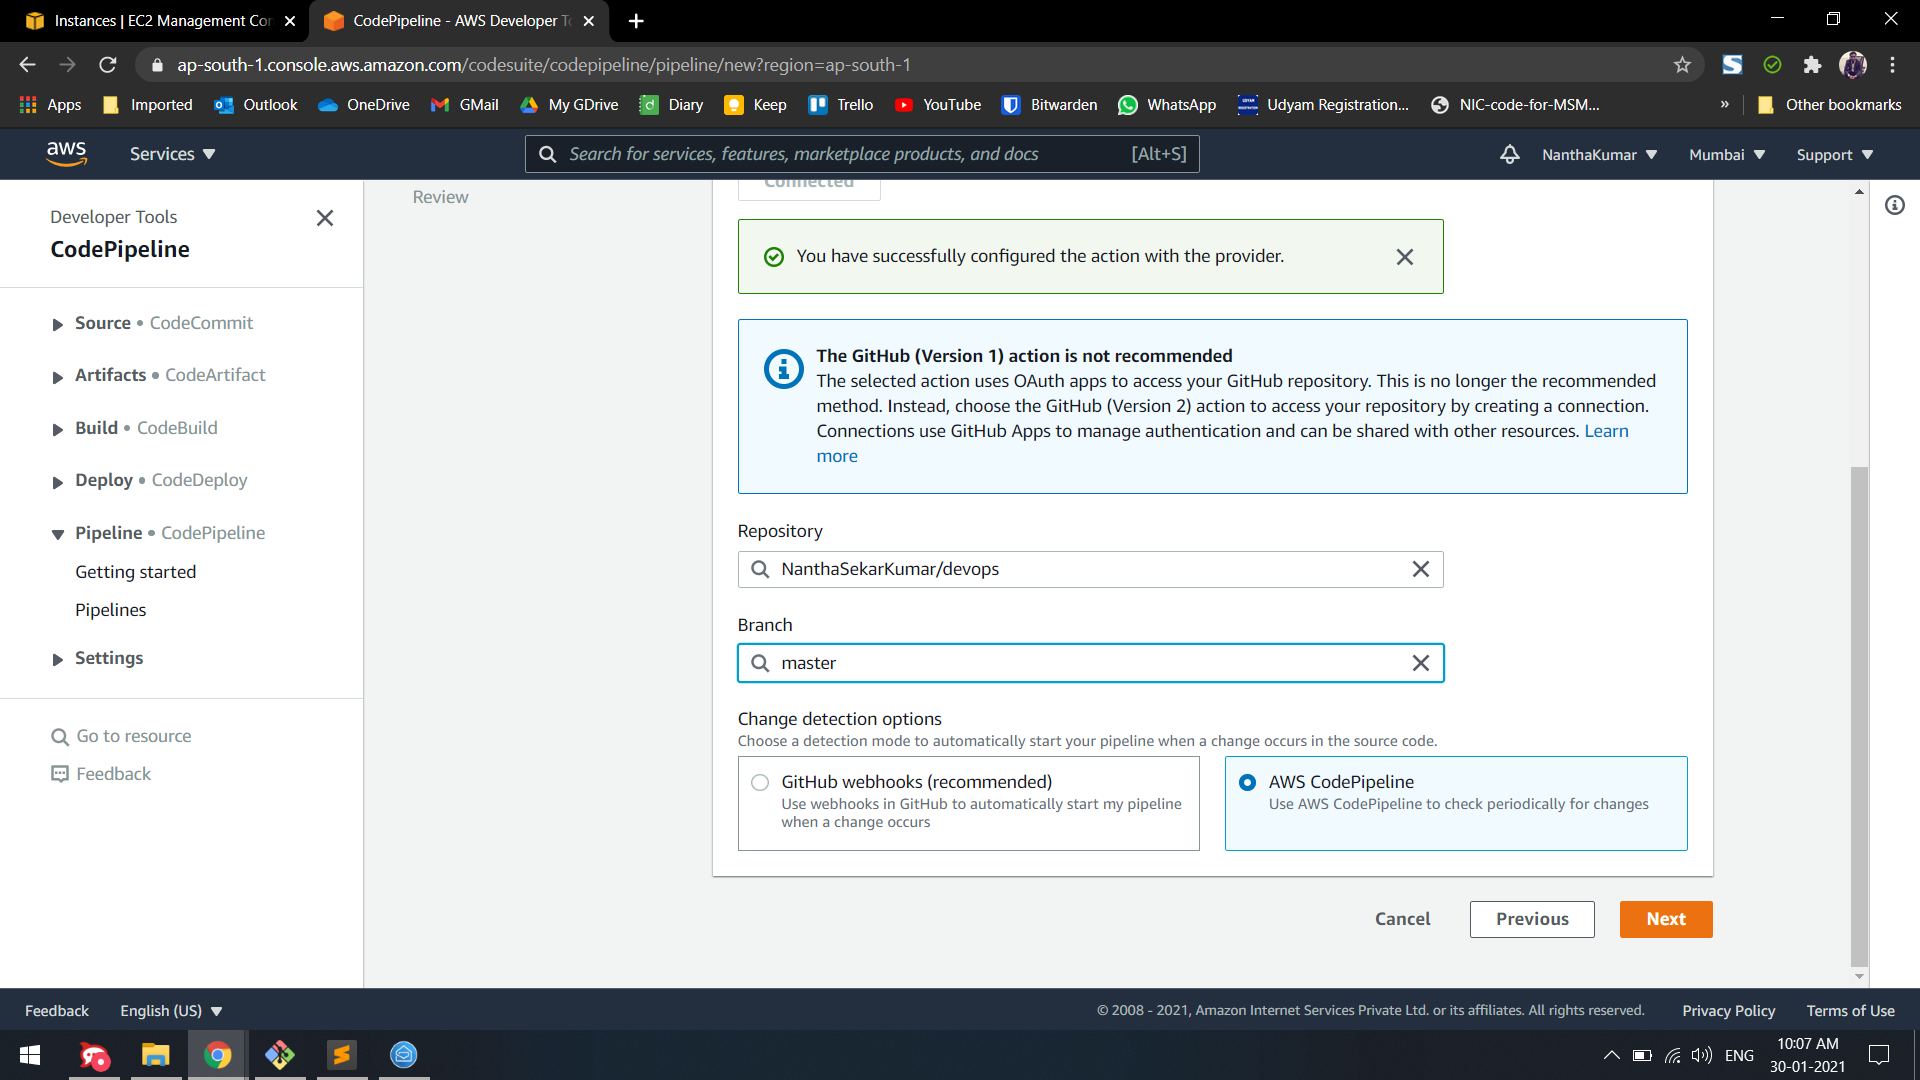 Instances | EC2 Management Con
CodePipeline - AWS Developer To
ap-south-1.console.aws.amazon.com/codesuite/codepipeline/pipeline/new?region=ap-south-1
Apps
Imported
Outlook
OneDrive
GMail
My GDrive
Diary
Keep
Trello
YouTube
Bitwarden
WhatsApp
Udyam Registration...
NIC-code-for-MSM...
»
Other bookmarks
aws
Services
Search for services, features, marketplace products, and docs
[Alt+S]
NanthaKumar
Mumbai
Support
Developer Tools
CodePipeline
Source • CodeCommit
Artifacts • CodeArtifact
Build • CodeBuild
Deploy • CodeDeploy
Pipeline • CodePipeline
Getting started
Pipelines
Settings
Go to resource
Feedback
Review
Connected
You have successfully configured the action with the provider.
The GitHub (Version 1) action is not recommended
The selected action uses OAuth apps to access your GitHub repository. This is no longer the recommended
method. Instead, choose the GitHub (Version 2) action to access your repository by creating a connection.
Connections use GitHub Apps to manage authentication and can be shared with other resources. Learn
more
Repository
NanthaSekarKumar/devops
Branch
master
Change detection options
Choose a detection mode to automatically start your pipeline when a change occurs in the source code.
GitHub webhooks (recommended)
Use webhooks in GitHub to automatically start my pipeline
when a change occurs
AWS CodePipeline
Use AWS CodePipeline to check periodically for changes
Cancel
Previous
Next
Feedback
English (US)
© 2008 - 2021, Amazon Internet Services Private Ltd. or its affiliates. All rights reserved.
Privacy Policy
Terms of Use
ENG
10:07 AM
30-01-2021